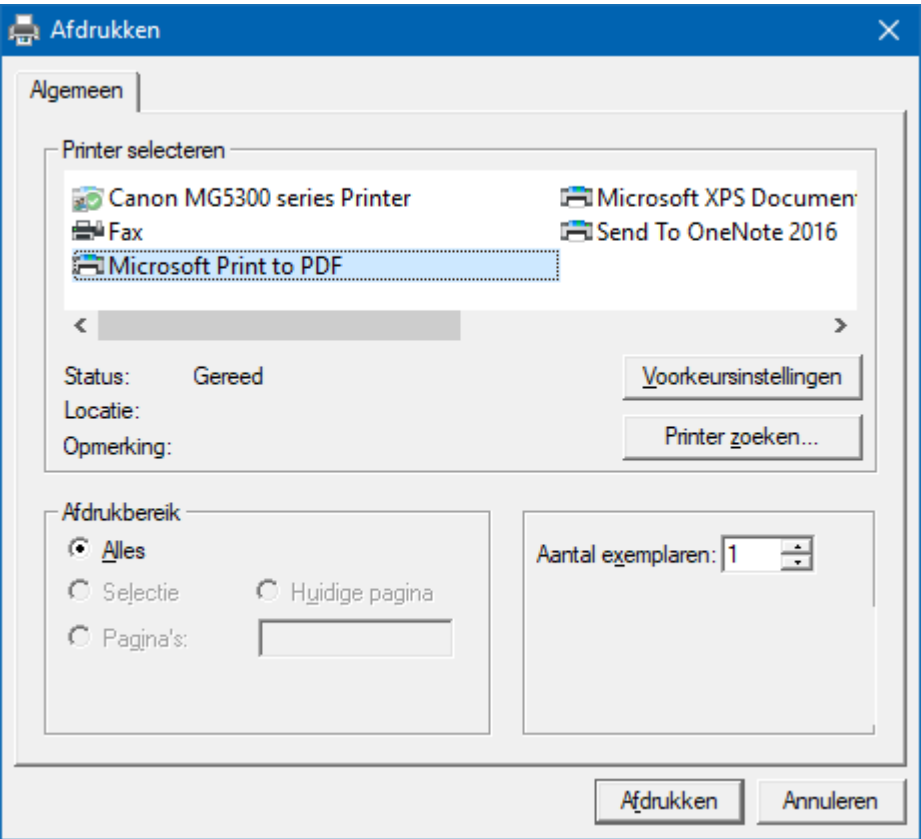 Afdrukken
Algemeen
Printer selecteren
Canon MG5300 series Printer
Fax
Microsoft Print to PDF
Microsoft XPS Documen
Send To OneNote 2016
Status: Gereed
Locatie:
Opmerking:
Voorkeursinstellingen
Printer zoeken...
Afdrukbereik
Alles
Selectie Huidige pagina
Pagina's:
Aantal exemplaren: 1
Afdrukken Annuleren